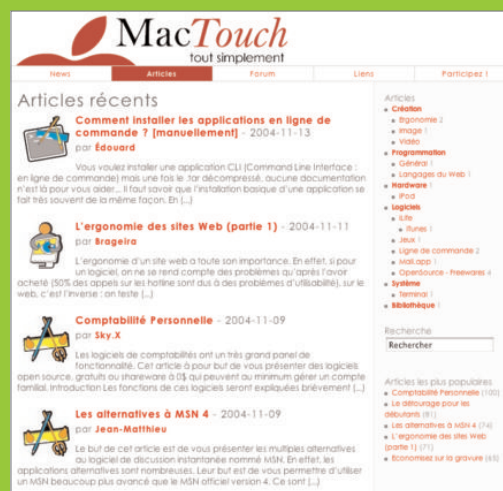 MacTouch
tout simplement
News Articles Forum Liens Participez !
Articles récents
Comment installer les applications en ligne de
commande ? [manuellement] - 2004-11-13
par Édouard
Vous voulez installer une application CLI (Command Line Interface :
en ligne de commande) mais une fois le .tar décompressé, aucune documentation
n'est là pour vous aider... Il faut savoir que l'installation basique d'une application se
fait très souvent de la même façon. En (...)
L'ergonomie des sites Web (partie 1) - 2004-11-11
par Brageira
L'ergonomie d'un site web a toute son importance. En effet, si pour
un logiciel, on ne se rend compte des problèmes qu'après l'avoir
acheté (50% des appels sur les hotline sont dus à des problèmes d'utilisabilité), sur le
web, c'est l'inverse : on teste (...)
Comptabilité Personnelle - 2004-11-09
par Sky.X
Les logiciels de comptabilités ont un très grand panel de
fonctionnalité. Cet article à pour but de vous présenter des logiciels
open source, gratuits ou shareware à 0$ qui peuvent au minimum gérer un compte
familial. Introduction Les fonctions de ces logiciels seront expliquées brièvement (...)
Les alternatives à MSN 4 - 2004-11-09
par Jean-Matthieu
Le but de cet article est de vous présenter les multiples alternatives
au logiciel de discussion instantanée nommé MSN. En effet, les
applications alternatives sont nombreuses. Leur but est de vous permettre d'utiliser
un MSN beaucoup plus avancé que le MSN officiel version 4. Ce sont (...)
Articles
Création
Ergonomie 2
Image 1
Vidéo
Programmation
Général 1
Langages du Web 1
Hardware 1
iPod
Logiciels
iLife
iTunes 1
Jeux 1
Ligne de commande 2
Mail.app 1
OpenSource - Freewares 4
Système
Terminal 1
Bibliothèque 1
Recherche
Rechercher
Articles les plus populaires
Comptabilité Personnelle (100)
Le détourage pour les
débutants (81)
Les alternatives à MSN 4 (74)
L'ergonomie des sites Web
(partie 1) (71)
Economisez sur la gravure (65)